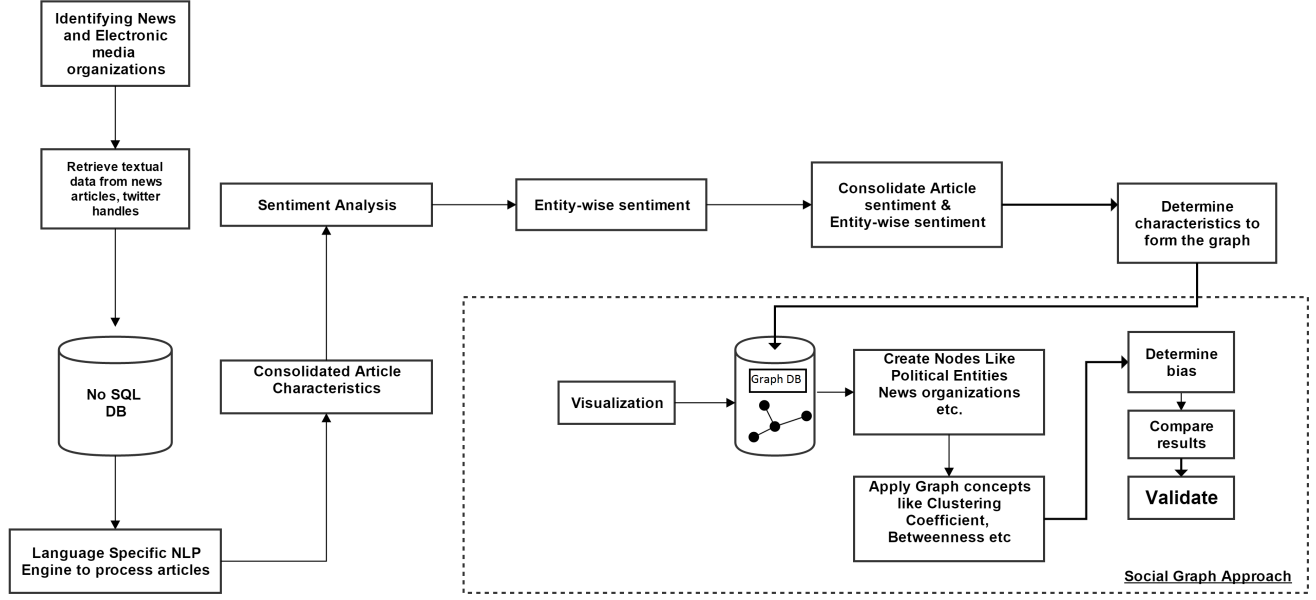 Identifying News
and Electronic
media
organizations
Retrieve textual
data from news
articles, twitter
handles
No SQL
DB
Language Specific NLP
Engine to process articles
Consolidated Article
Characteristics
Sentiment Analysis
Entity-wise sentiment
Consolidate Article
sentiment &
Entity-wise sentiment
Determine
characteristics to
form the graph
Visualization
Graph DB
Create Nodes Like
Political Entities
News organizations
etc.
Apply Graph concepts
like Clustering
Coefficient,
Betweenness etc
Determine
bias
Compare
results
Validate
Social Graph Approach